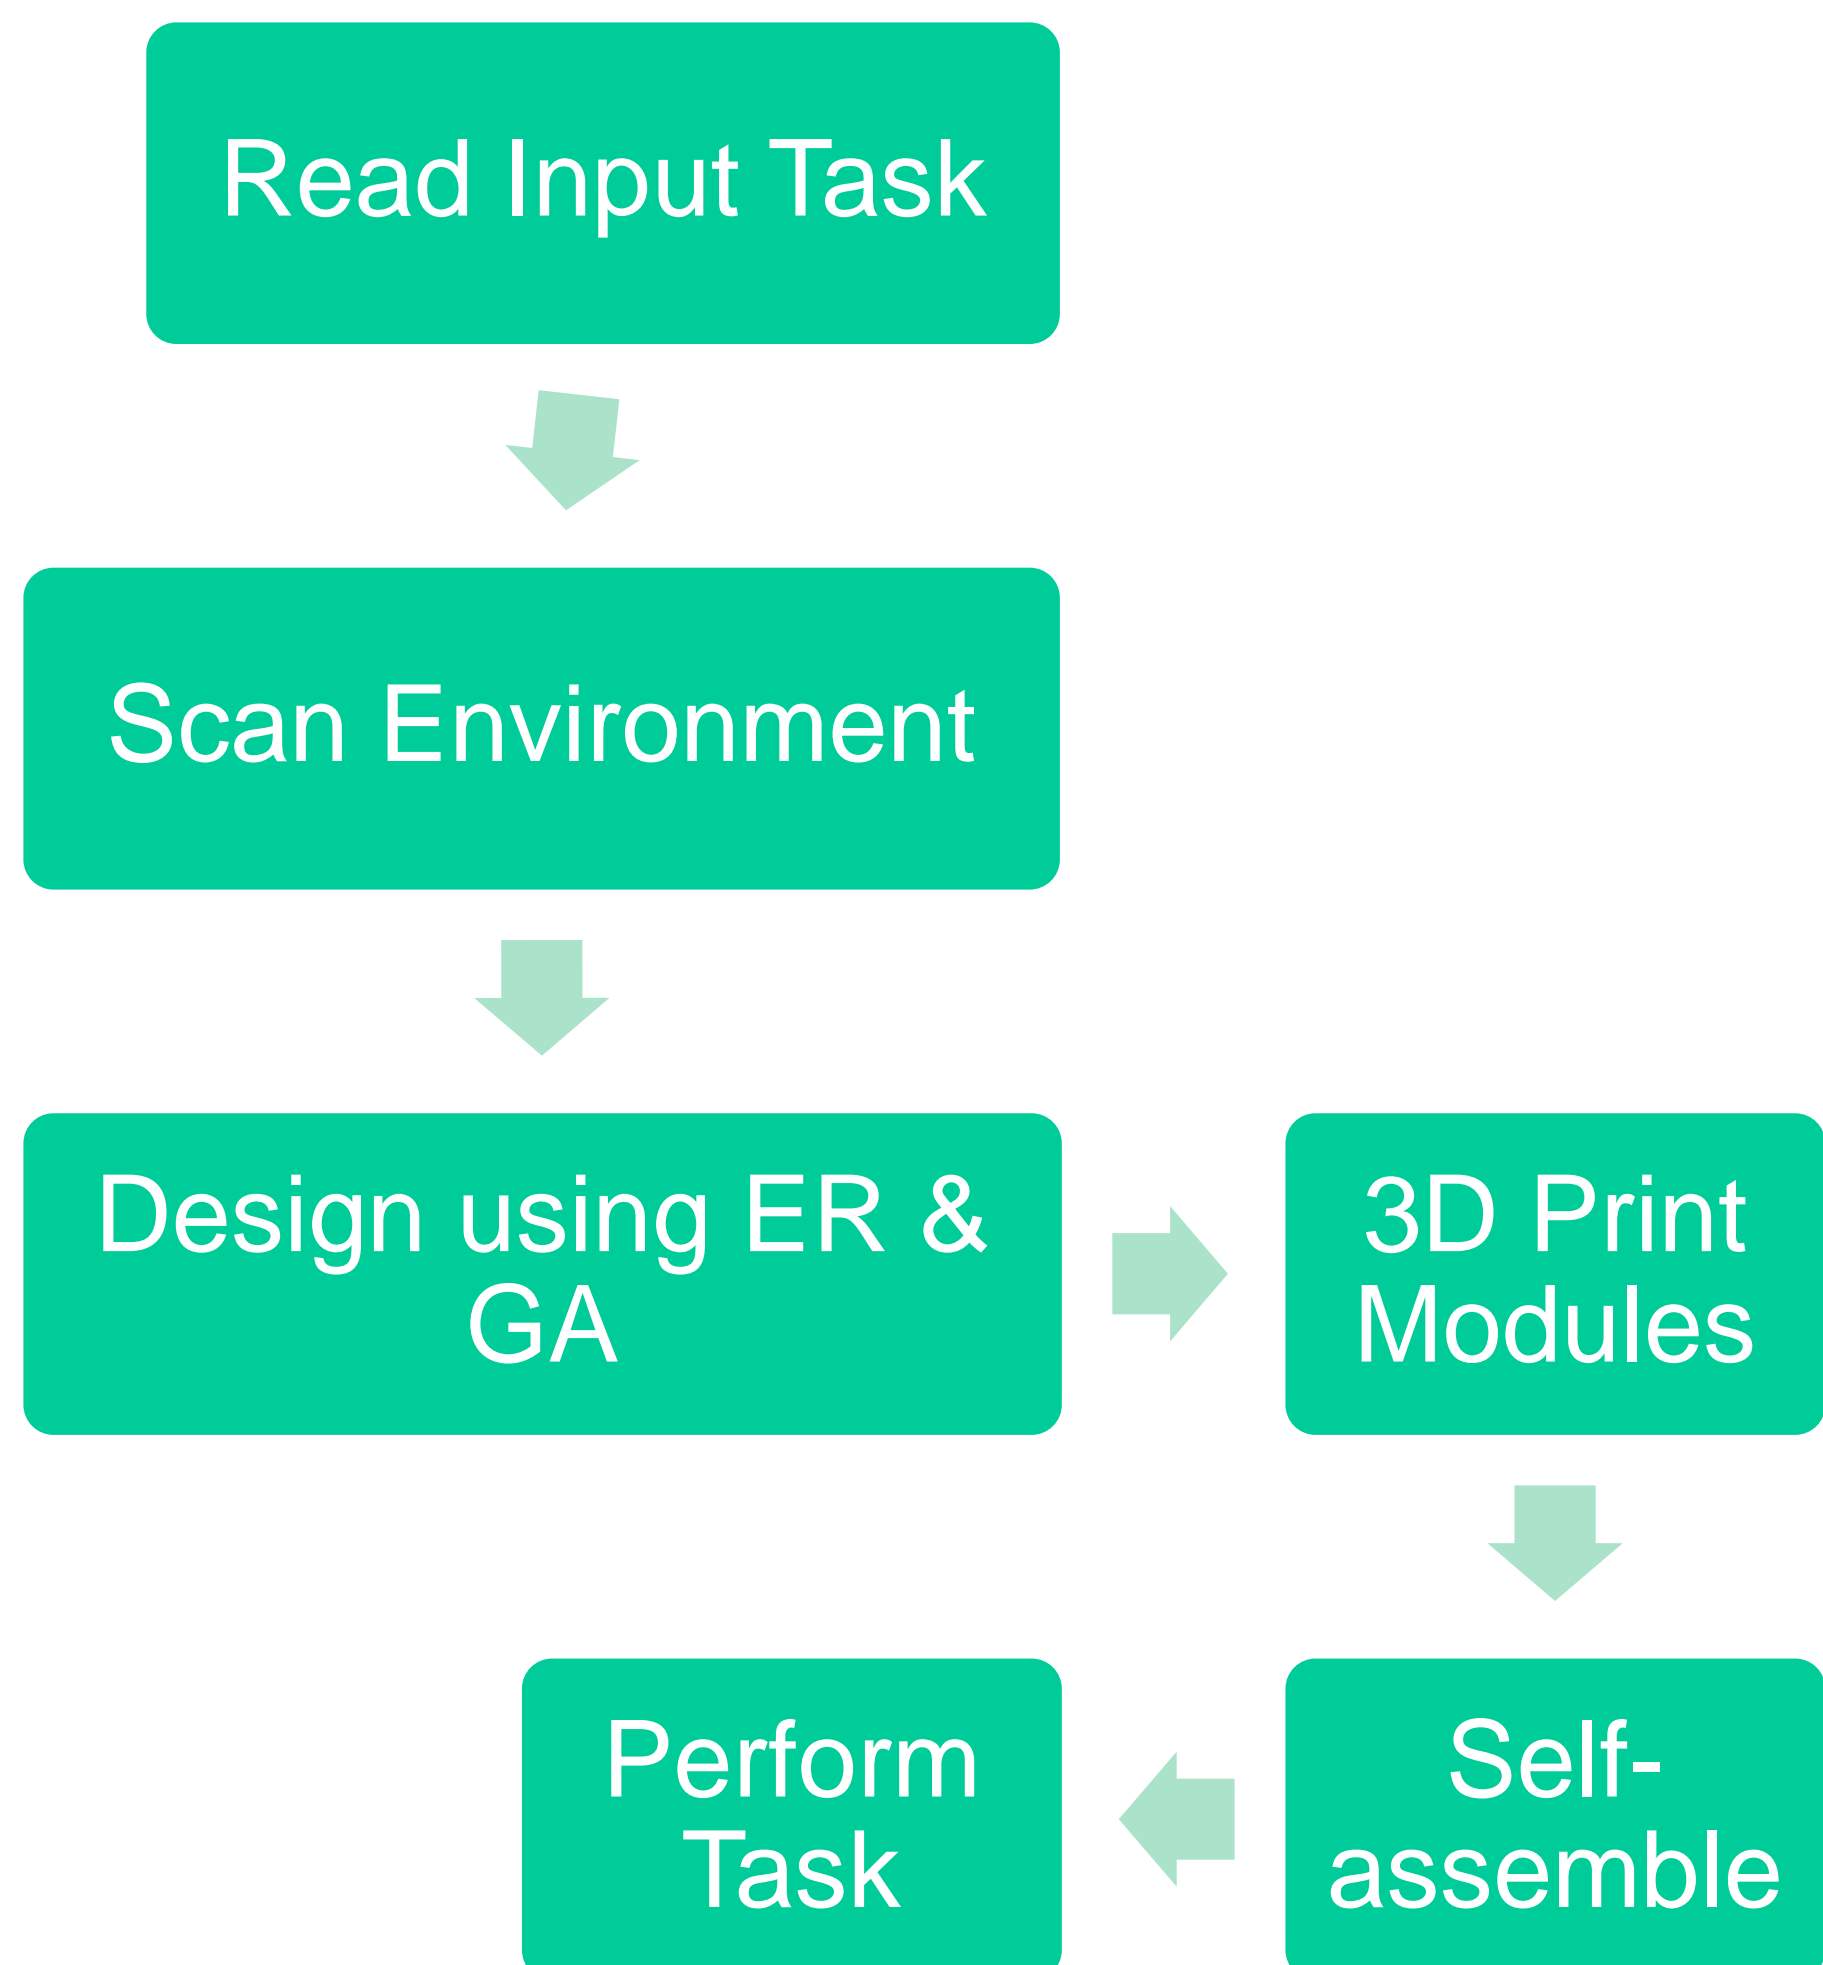 Read Input Task
Scan Environment
Design using ER &
GA
3D Print
Modules
Self-
assemble
Perform
Task